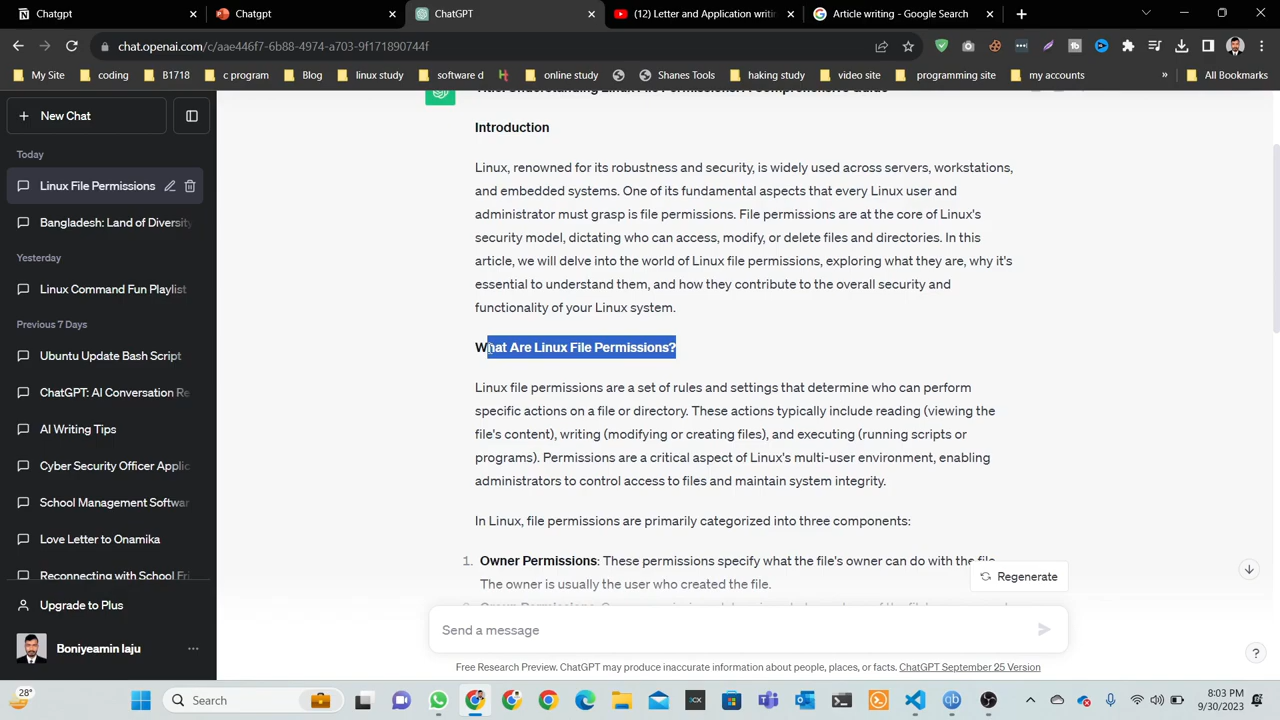 Chatgpt
Chatgpt
ChatGPT
(12) Letter and Application writin
Article writing - Google Search
chat.openai.com/c/aae446f7-6b88-4974-a703-9f171898744f
My Site
coding
B1718
c program
Blog
linux study
software d
online study
Shanes Tools
haking study
video site
programing site
my accounts
»
All Bookmarks
New Chat
Today
Linux File Permissions
Bangladesh: Land of Diversity
Yesterday
Linux Command Fun Playlist
Previous 7 Days
Ubuntu Update Bash Script
ChatGPT: AI Conversation Re
AI Writing Tips
Cyber Security Officer Applic
School Management Softwar
Love Letter to Onamika
Reconnecting with School Fri
Upgrade to Plus
Boniyeamin laju
Title: Understanding Linux File Permissions: A Comprehensive Guide
Introduction
Linux, renowned for its robustness and security, is widely used across servers, workstations,
and embedded systems. One of its fundamental aspects that every Linux user and
administrator must grasp is file permissions. File permissions are at the core of Linux's
security model, dictating who can access, modify, or delete files and directories. In this
article, we will delve into the world of Linux file permissions, exploring what they are, why it's
essential to understand them, and how they contribute to the overall security and
functionality of your Linux system.
What Are Linux File Permissions?
Linux file permissions are a set of rules and settings that determine who can perform
specific actions on a file or directory. These actions typically include reading (viewing the
file's content), writing (modifying or creating files), and executing (running scripts or
programs). Permissions are a critical aspect of Linux's multi-user environment, enabling
administrators to control access to files and maintain system integrity.
In Linux, file permissions are primarily categorized into three components:
1. Owner Permissions: These permissions specify what the file's owner can do with the file.
The owner is usually the user who created the file.
Regenerate
Send a message
Free Research Preview. ChatGPT may produce inaccurate information about people, places, or facts. ChatGPT September 25 Version
?
28°
Search
8:03 PM
9/30/2023